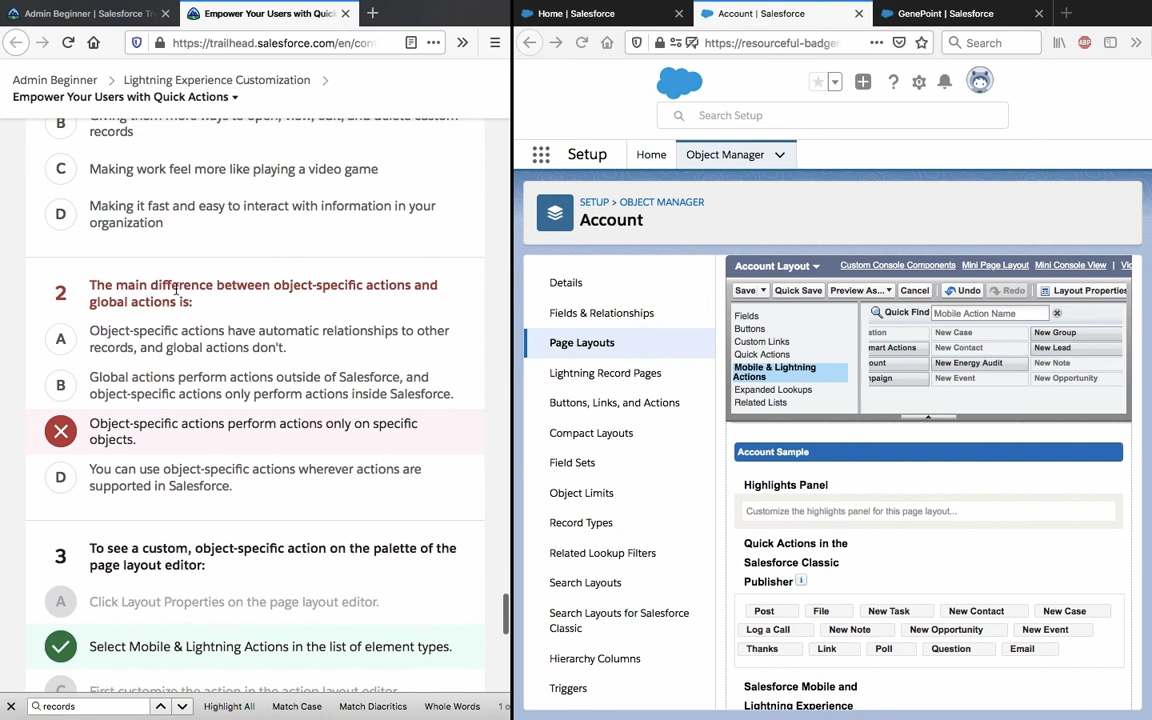 Admin Beginner | Salesforce Tr
Empower Your Users with Quick
Home | Salesforce
Account | Salesforce
GenePoint | Salesforce
https://trailhead.salesforce.com/en/con
https://resourceful-badger
Search
ABP
Admin Beginner
Lightning Experience Customization
Empower Your Users with Quick Actions
B
records
C
Making work feel more like playing a video game
D
Making it fast and easy to interact with information in your
organization
2
The main difference between object-specific actions and
global actions is:
A
Object-specific actions have automatic relationships to other
records, and global actions don't.
B
Global actions perform actions outside of Salesforce, and
object-specific actions only perform actions inside Salesforce.
Object-specific actions perform actions only on specific
objects.
D
You can use object-specific actions wherever actions are
supported in Salesforce.
3
To see a custom, object-specific action on the palette of the
page layout editor:
A
Click Layout Properties on the page layout editor.
Select Mobile & Lightning Actions in the list of element types.
C
First customize the action in the action layout editor.
records
Highlight All
Match Case
Match Diacritics
Whole Words
1 o
Search Setup
Setup
Home
Object Manager
SETUP > OBJECT MANAGER
Account
Details
Fields & Relationships
Page Layouts
Lightning Record Pages
Buttons, Links, and Actions
Compact Layouts
Field Sets
Object Limits
Record Types
Related Lookup Filters
Search Layouts
Search Layouts for Salesforce
Classic
Hierarchy Columns
Triggers
Account Layout
Custom Console Components
Mini Page Layout
Mini Console View
|
Vid
Save
Quick Save
Preview As...
Cancel
Undo
Redo
Layout Properties
Fields
Buttons
Custom Links
Quick Actions
Mobile & Lightning
Actions
Expanded Lookups
Related Lists
Quick Find
Mobile Action Name
ation
New Case
New Group
mart Actions
New Contact
New Lead
ount
New Energy Audit
New Note
paign
New Event
New Opportunity
Account Sample
Highlights Panel
Customize the highlights panel for this page layout...
Quick Actions in the
Salesforce Classic
Publisher
Post
File
New Task
New Contact
New Case
Log a Call
New Note
New Opportunity
New Event
Thanks
Link
Poll
Question
Email
Salesforce Mobile and
Lightning Experience